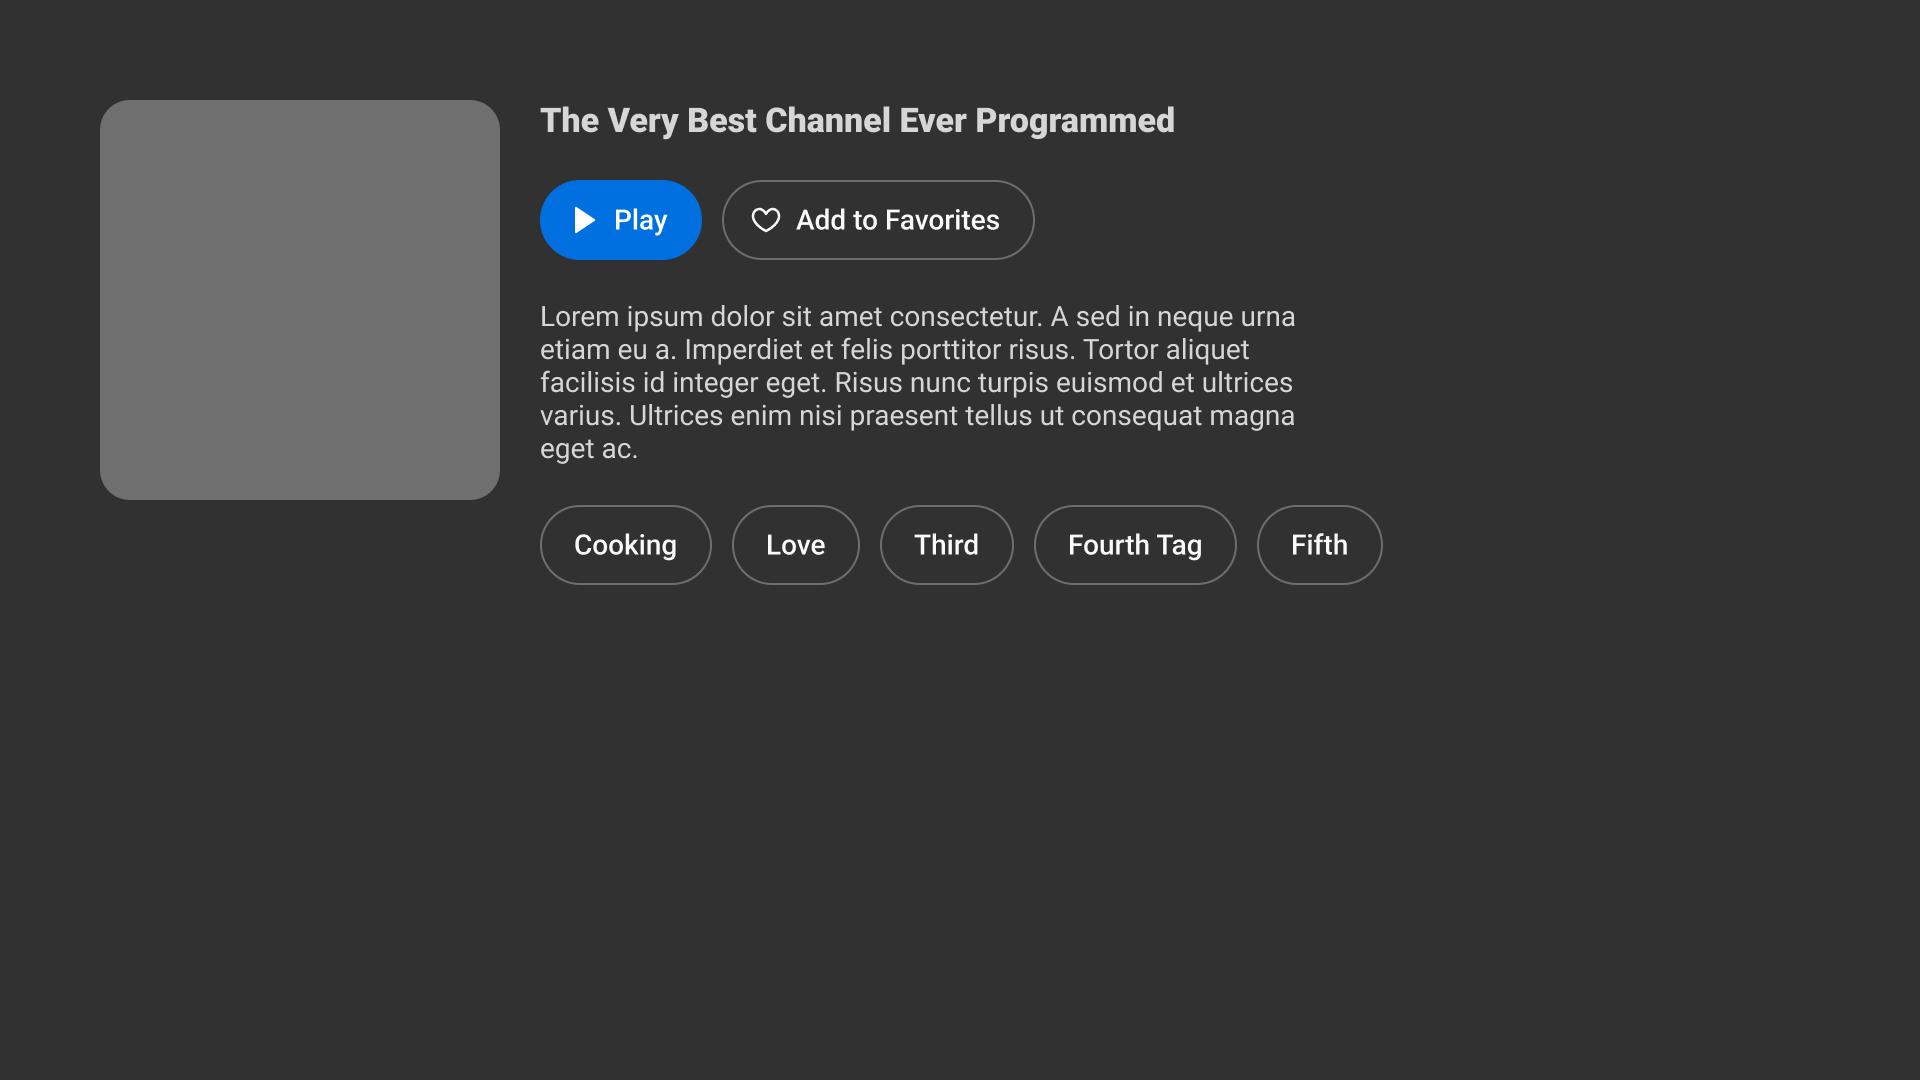 The Very Best Channel Ever Programmed
Play
Add to Favorites
Lorem ipsum dolor sit amet consectetur. A sed in neque urna
etiam eu a. Imperdiet et felis porttitor risus. Tortor aliquet
facilisis id integer eget. Risus nunc turpis euismod et ultrices
varius. Ultrices enim nisi praesent tellus ut consequat magna
eget ac.
Cooking
Love
Third
Fourth Tag
Fifth